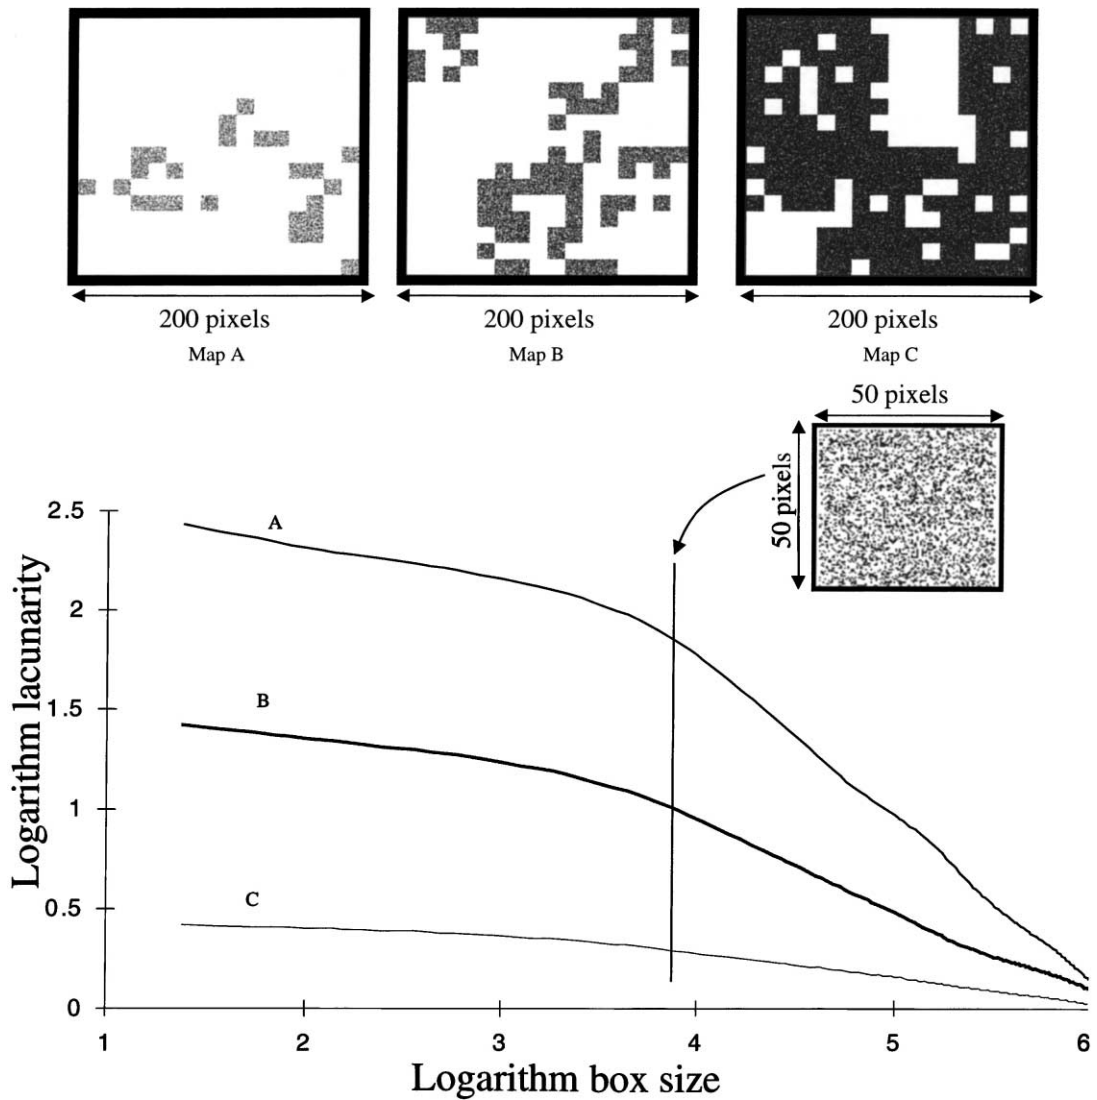 200 pixels 200 pixels 200 pixels
Map A Map B Map C
50 pixels
50 pixels
2.5
A
2
1.5
B
1
C
0.5
0
1 2 3 4 5 6
Logarithm lacunarity
Logarithm box size